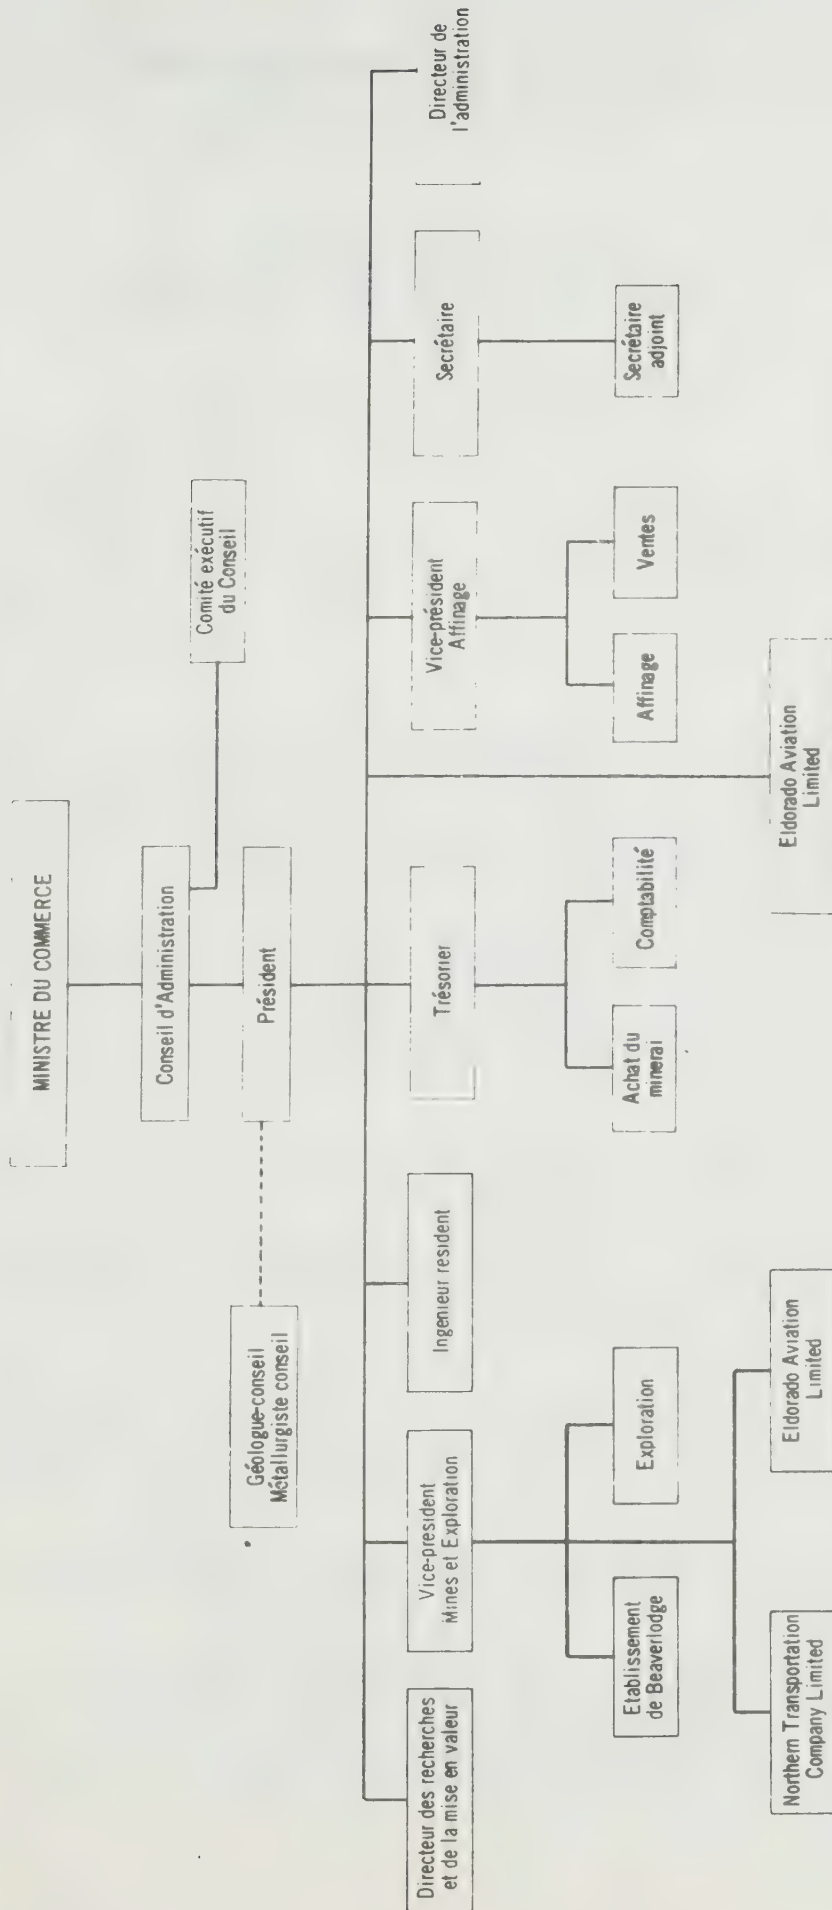 MINISTRE DU COMMERCE
Conseil d'Administration
Comité exécutif
du Conseil
Président
Géologue-conseil
Métallurgiste conseil
Directeur des recherches
et de la mise en valeur
Vice-président
Mines et Exploration
Ingenieur resident
Trésorier
Vice-président
Affinage
Secrétaire
Directeur de
l'administration
Etablissement
de Beaverlodge
Exploration
Achat du
minerai
Comptabilité
Affinage
Ventes
Secrétaire
adjoint
Northern Transportation
Company Limited
Eldorado Aviation
Limited
Eldorado Aviation
Limited